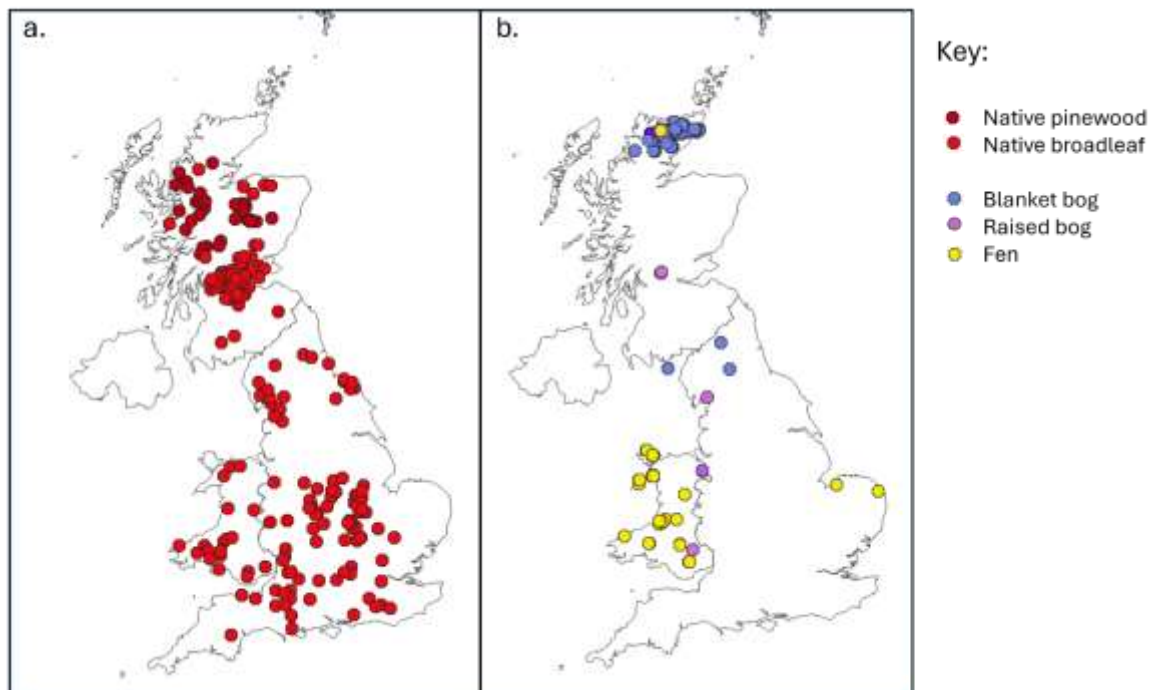 a.
b.
Key:
Native pinewood
Native broadleaf
Blanket bog
Raised bog
Fen